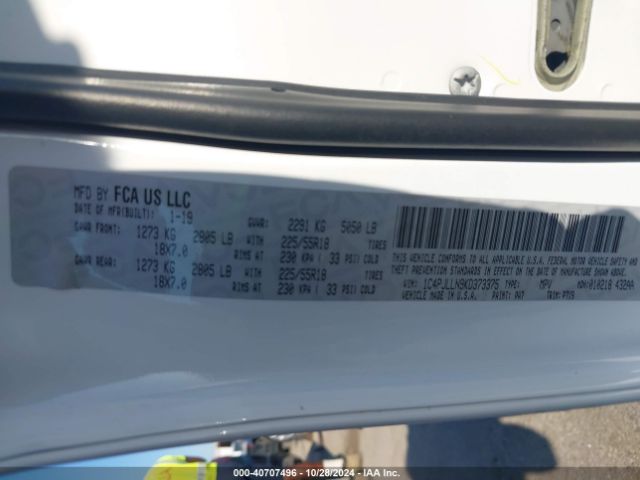 MFD BY FCA US LLC
DATE OF MFR(BUILT): 1-19 GVWR: 2291 KG 5050 LB
GAWR FRONT: 1273 KG 2805 LB WITH 225/55R18 TIRES
18X7.0 RIMS AT 230 KPA ( 33 PSI) COLD
GAWR REAR: 1273 KG 2805 LB WITH 225/55R18 TIRES
18X7.0 RIMS AT 230 KPA ( 33 PSI) COLD
THIS VEHICLE CONFORMS TO ALL APPLICABLE U.S.A. FEDERAL MOTOR VEHICLE SAFETY AND
THEFT PREVENTION STANDARDS IN EFFECT ON THE DATE OF MANUFACTURE SHOWN ABOVE.
VIN: 1C4PJLLN9KD373375 TYPE: MPV MDH: 010218 432AA
MADE IN U.S.A. PAINT: PW7 TRIM:
000-40707496 - 10/28/2024 - IAA Inc.